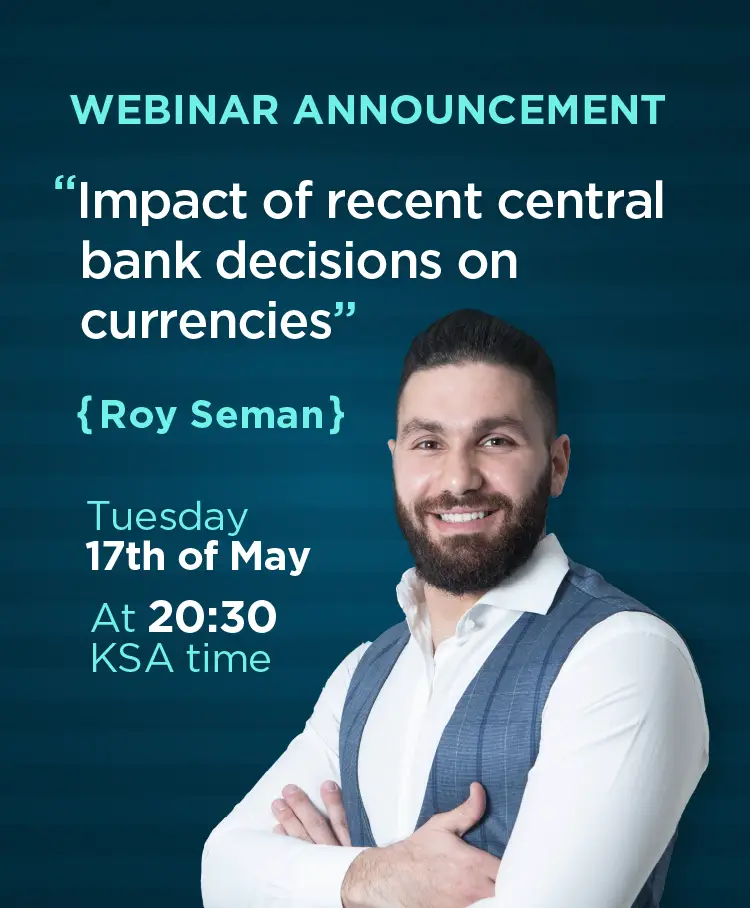 WEBINAR ANNOUNCEMENT
“Impact of recent central
bank decisions on
currencies”
{Roy Seman}
Tuesday
17th of May
At 20:30
KSA time